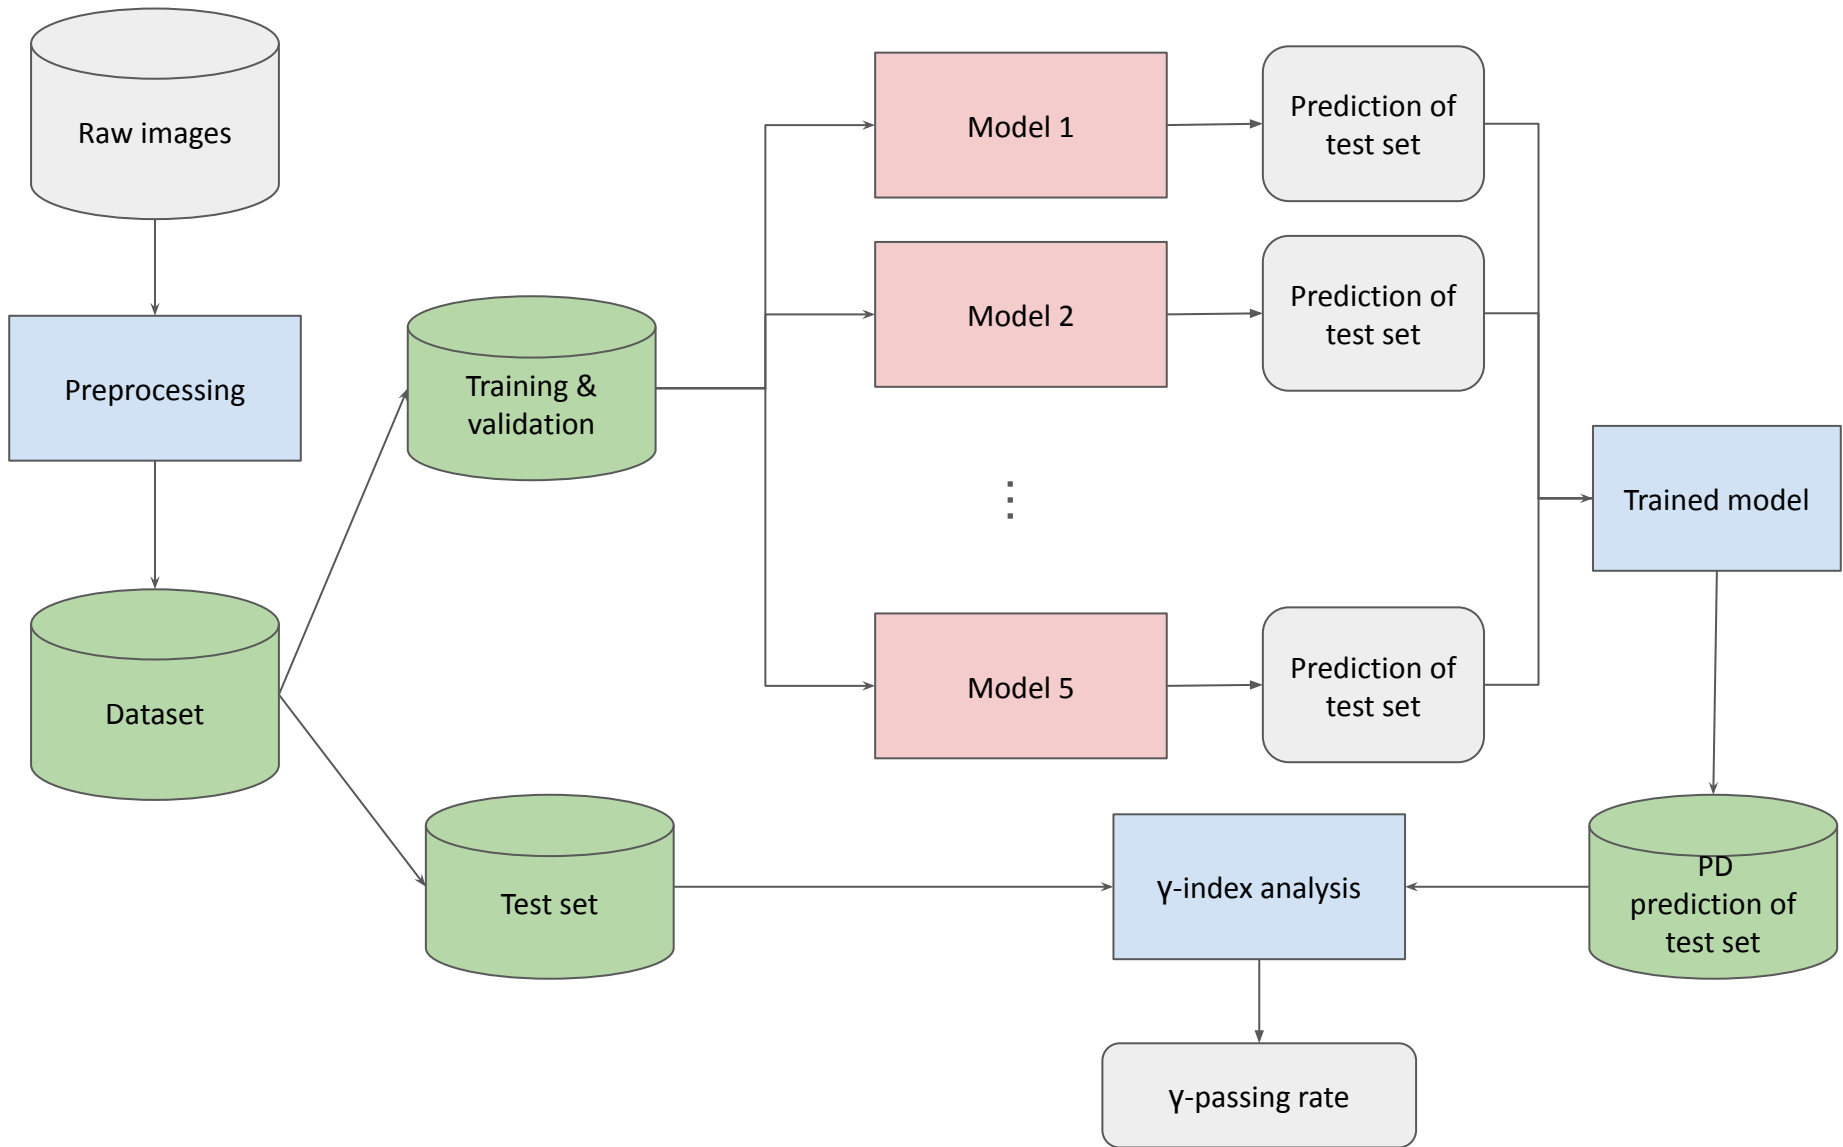 Raw images
Preprocessing
Dataset
Training &
validation
Test set
Model 1
Prediction of
test set
Model 2
Prediction of
test set
⋮
Model 5
Prediction of
test set
Trained model
PD
prediction of
test set
γ-index analysis
γ-passing rate